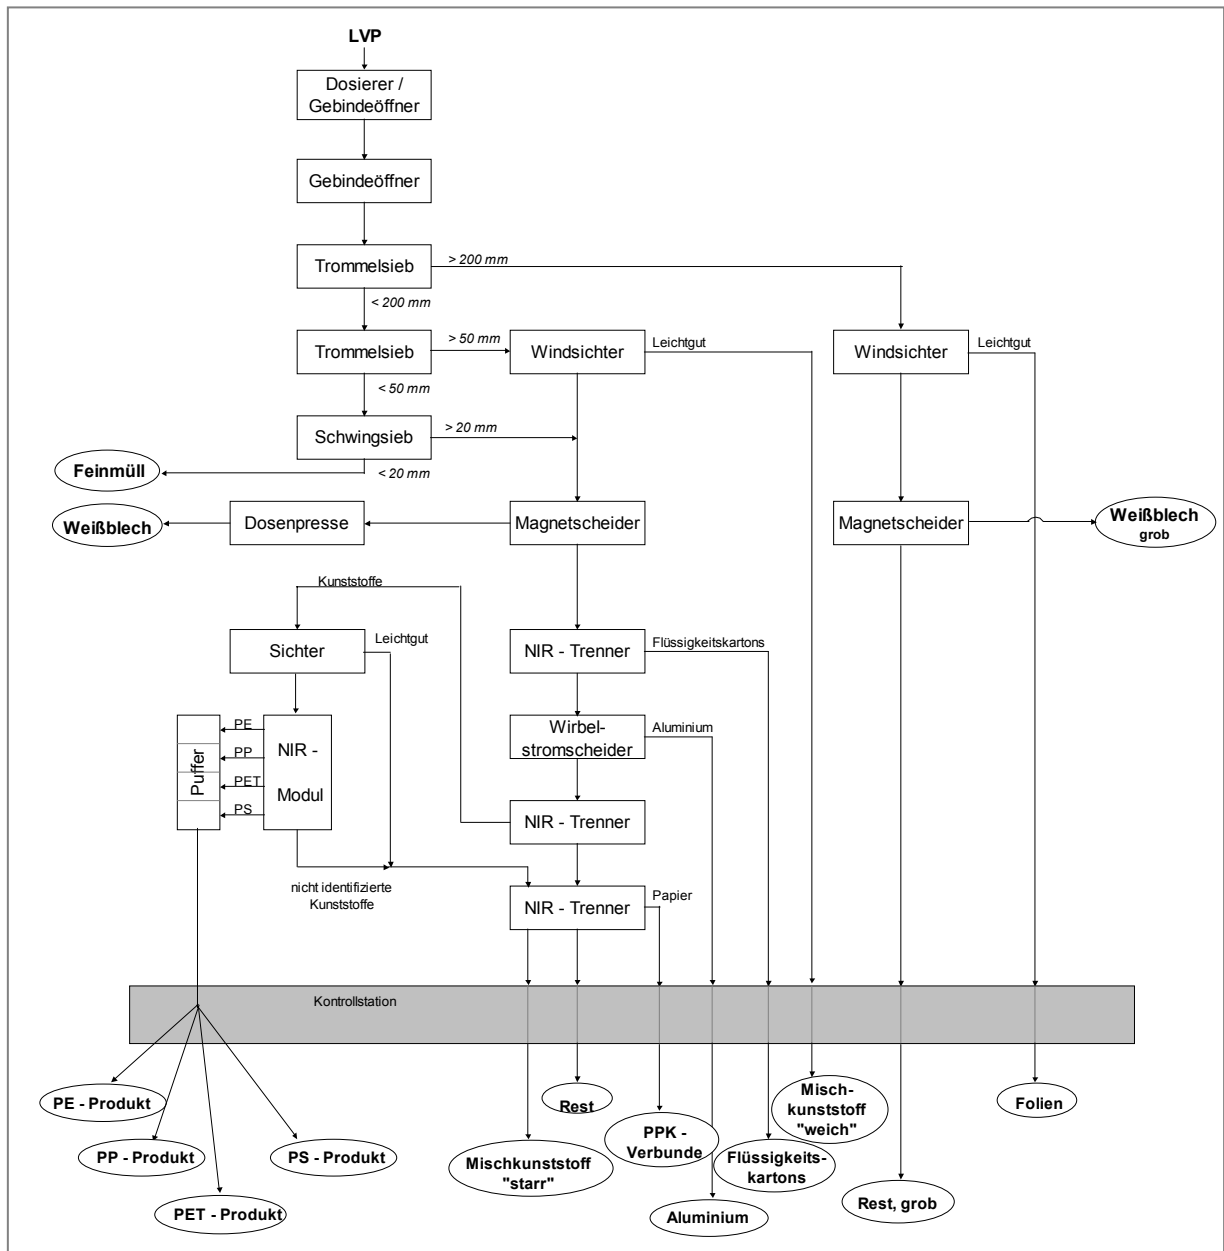 LVP
Dosierer /
Gebindeöffner
Gebindeöffner
Trommelsieb
> 200 mm
< 200 mm
Trommelsieb
> 50 mm
Windsichter
Leichtgut
Windsichter
Leichtgut
< 50 mm
Schwingsieb
> 20 mm
Feinmüll
< 20 mm
Weißblech
Dosenpresse
Magnetscheider
Magnetscheider
Weißblech
grob
Kunststoffe
Sichter
Leichtgut
NIR - Trenner
Flüssigkeitskartons
Puffer
PE
PP
PET
PS
NIR -
Modul
Wirbel-
stromscheider
Aluminium
NIR - Trenner
nicht identifizierte
Kunststoffe
NIR - Trenner
Papier
Kontrollstation
PE - Produkt
PP - Produkt
PET - Produkt
PS - Produkt
Mischkunststoff
"starr"
Rest
PPK -
Verbunde
Aluminium
Flüssigkeits-
kartons
Misch-
kunststoff
"weich"
Rest, grob
Folien